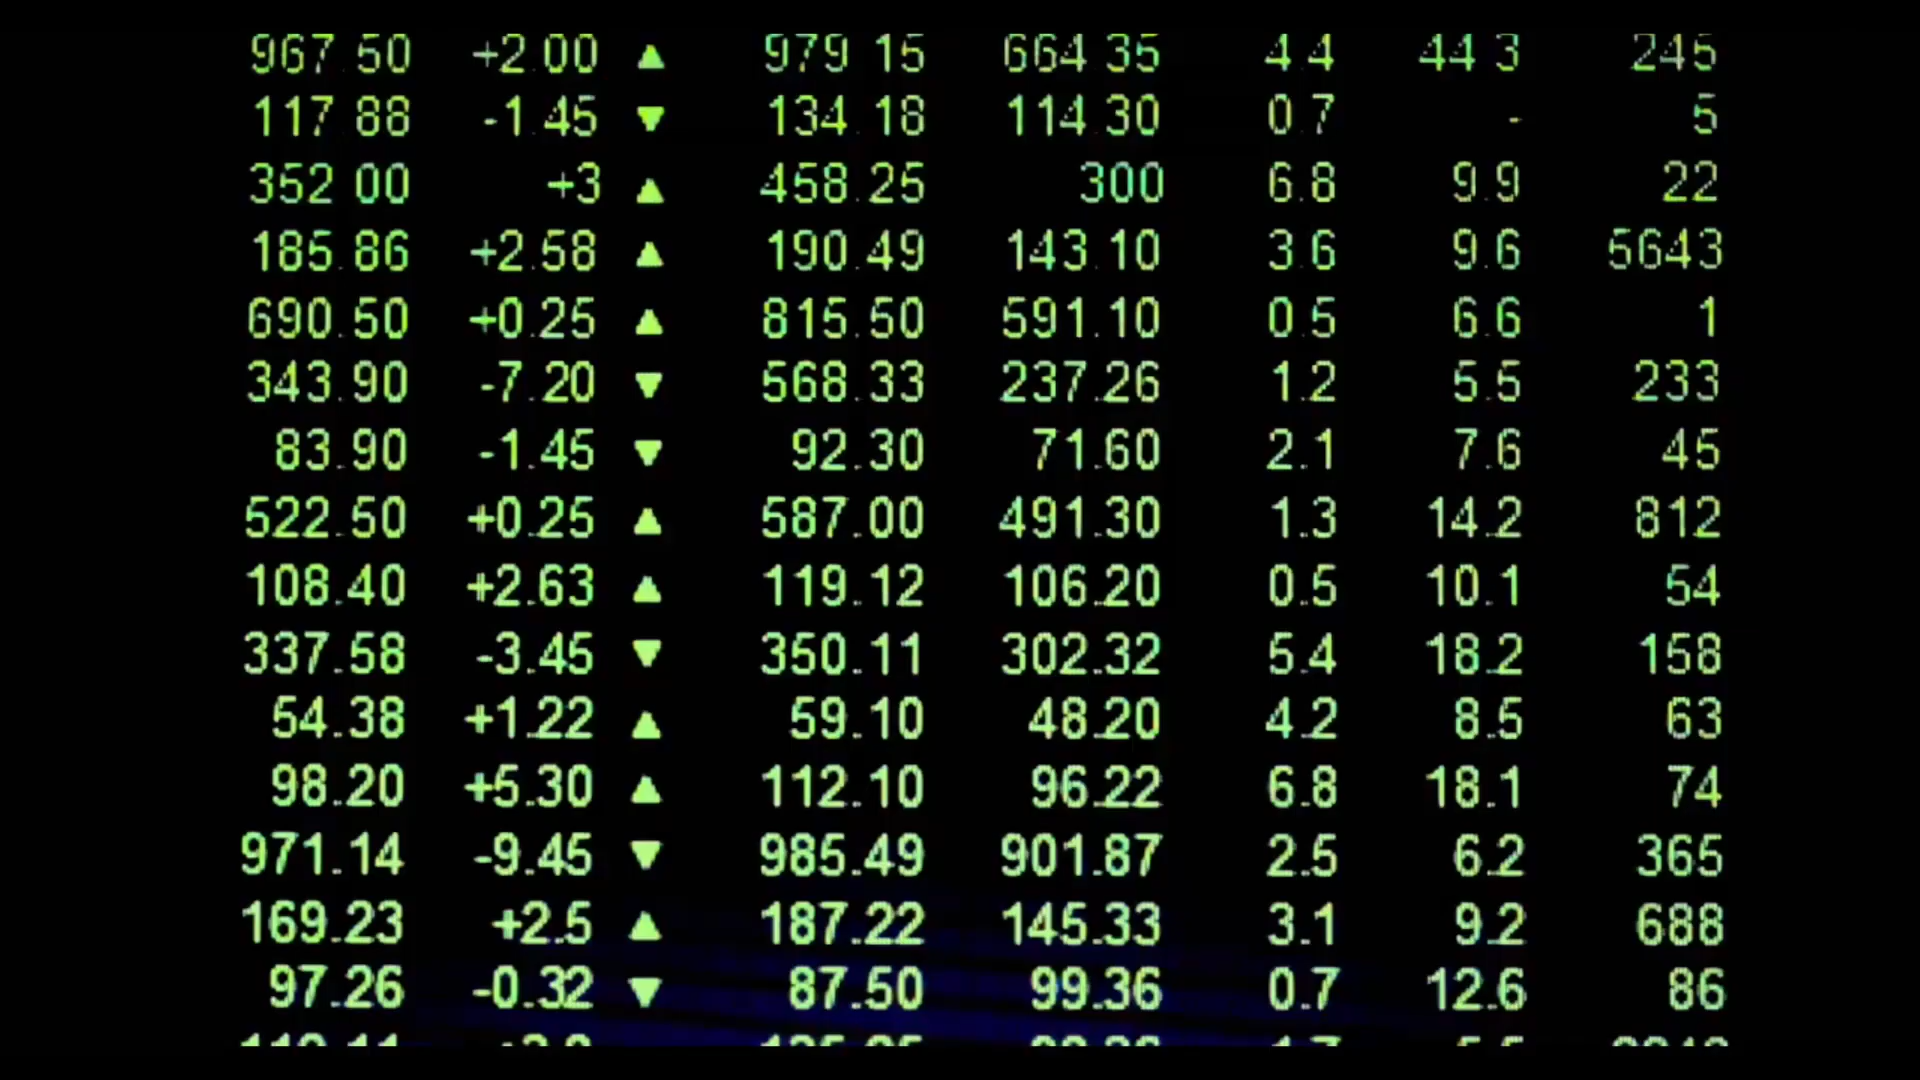 967.50 +2.00 ▲ 979.15 664.35 4.4 44.3 245
117.88 -1.45 ▼ 134.18 114.30 0.7 - 5
352.00 +3 ▲ 458.25 300 6.8 9.9 22
185.86 +2.58 ▲ 190.49 143.10 3.6 9.6 5643
690.50 +0.25 ▲ 815.50 591.10 0.5 6.6 1
343.90 -7.20 ▼ 568.33 237.26 1.2 5.5 233
83.90 -1.45 ▼ 92.30 71.60 2.1 7.6 45
522.50 +0.25 ▲ 587.00 491.30 1.3 14.2 812
108.40 +2.63 ▲ 119.12 106.20 0.5 10.1 54
337.58 -3.45 ▼ 350.11 302.32 5.4 18.2 158
54.38 +1.22 ▲ 59.10 48.20 4.2 8.5 63
98.20 +5.30 ▲ 112.10 96.22 6.8 18.1 74
971.14 -9.45 ▼ 985.49 901.87 2.5 6.2 365
169.23 +2.5 ▲ 187.22 145.33 3.1 9.2 688
97.26 -0.32 ▼ 87.50 99.36 0.7 12.6 86